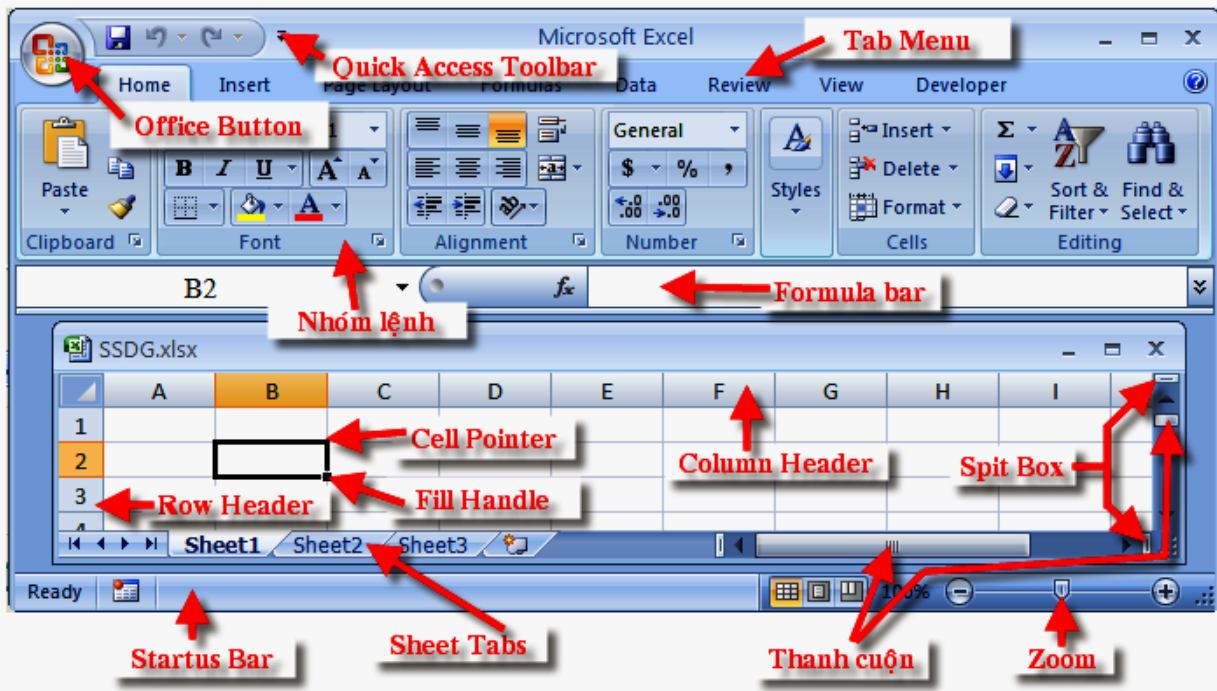 Microsoft Excel
Tab Menu
Quick Access Toolbar
Home Insert Page Layout Formulas Data Review View Developer
Office Button
General
B I U A A
$ % ,
Paste
Styles
Insert
Delete
Format
Σ
Sort & Filter
Find & Select
Clipboard Font Alignment Number Cells Editing
B2 fx
Formula bar
Nhóm lệnh
SSDG.xlsx
A B C D E F G H I
1
2
3
4
Cell Pointer
Column Header
Spit Box
Fill Handle
Row Header
Sheet1 Sheet2 Sheet3
Ready
100%
Startus Bar
Sheet Tabs
Thanh cuộn
Zoom